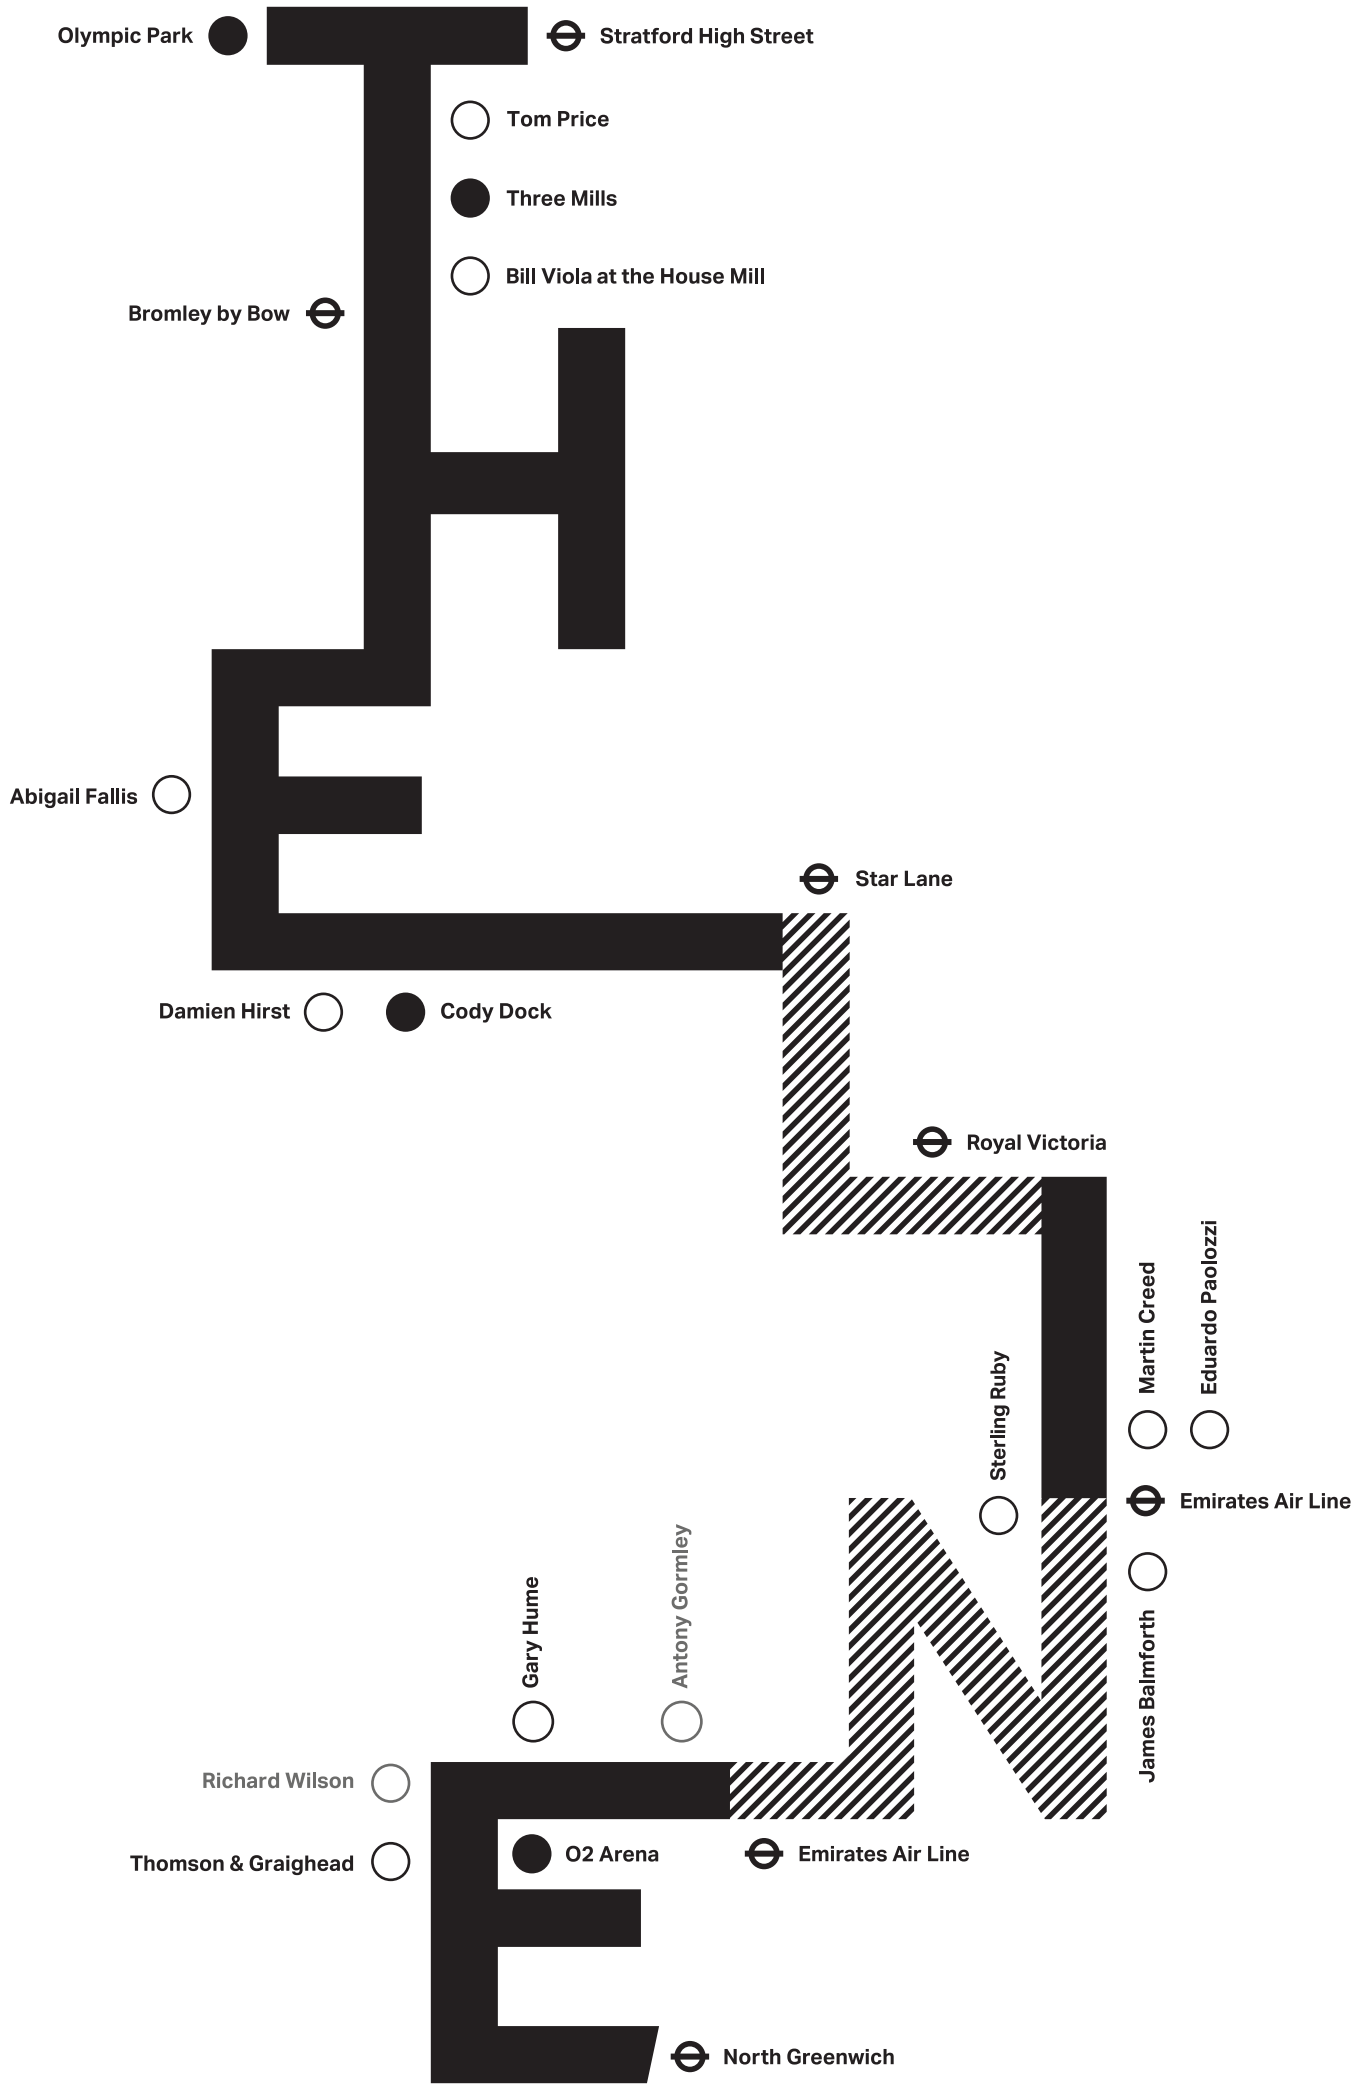 Olympic Park
Stratford High Street
Tom Price
Three Mills
Bill Viola at the House Mill
Bromley by Bow
THE
Abigail Fallis
Star Lane
Damien Hirst
Cody Dock
Royal Victoria
LINE
Martin Creed
Eduardo Paolozzi
Sterling Ruby
Emirates Air Line
James Balmforth
Gary Hume
Antony Gormley
Richard Wilson
Thomson & Graighead
O2 Arena
Emirates Air Line
North Greenwich